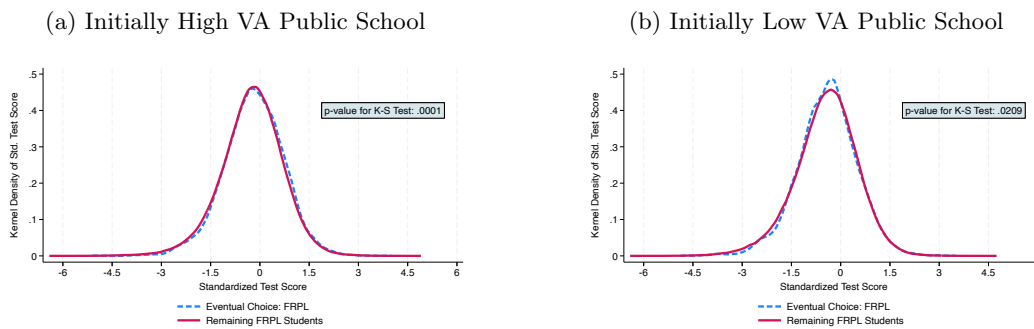 (a) Initially High VA Public School
Kernel Density of Std. Test Score
.5
.4
.3
.2
.1
0
p-value for K-S Test: .0001
-6 -4.5 -3 -1.5 0 1.5 3 4.5 6
Standardized Test Score
Eventual Choice: FRPL
Remaining FRPL Students
(b) Initially Low VA Public School
Kernel Density of Std. Test Score
.5
.4
.3
.2
.1
0
p-value for K-S Test: .0209
-6 -4.5 -3 -1.5 0 1.5 3 4.5
Standardized Test Score
Eventual Choice: FRPL
Remaining FRPL Students